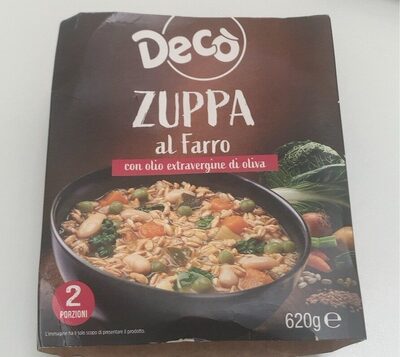 Decò
ZUPPA
al Farro
con olio extravergine di oliva
2
PORZIONI
L'immagine ha il solo scopo di presentare il prodotto.
620g e